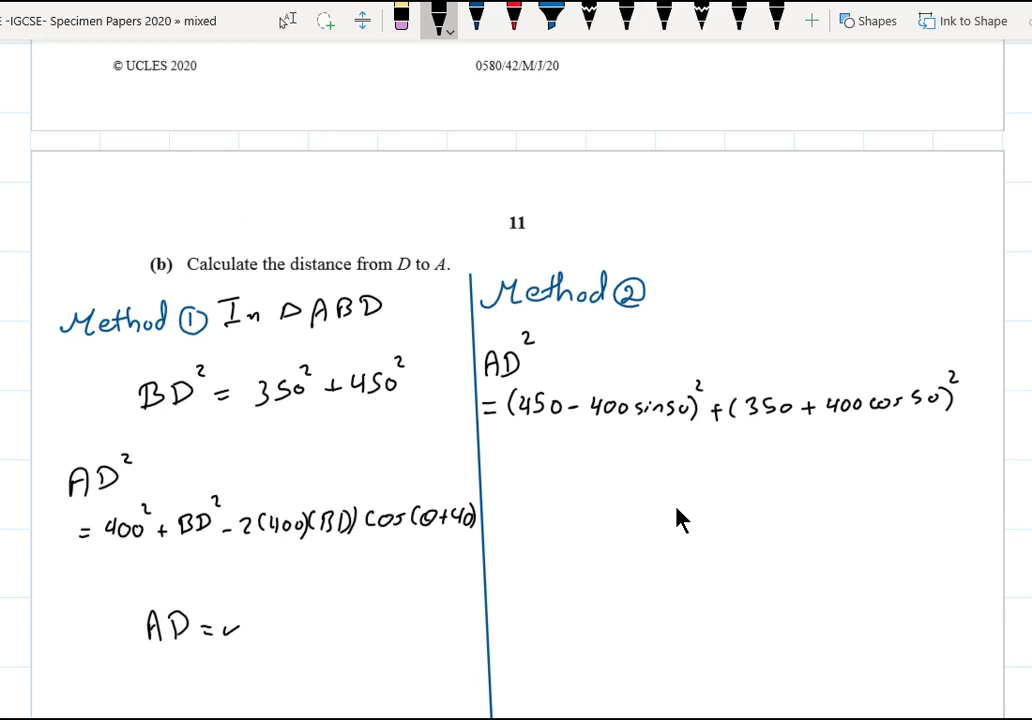 E -IGCSE- Specimen Papers 2020 » mixed
Shapes
Ink to Shape
© UCLES 2020
0580/42/M/J/20
11
(b) Calculate the distance from D to A.
Method ① In △ABD
BD² = 350² + 450²
AD²
= 400² + BD² - 2(400)(BD) cos(θ+40)
AD = ✓
Method ②
AD²
= (450 - 400 sin50)² + (350 + 400 cos 50)²